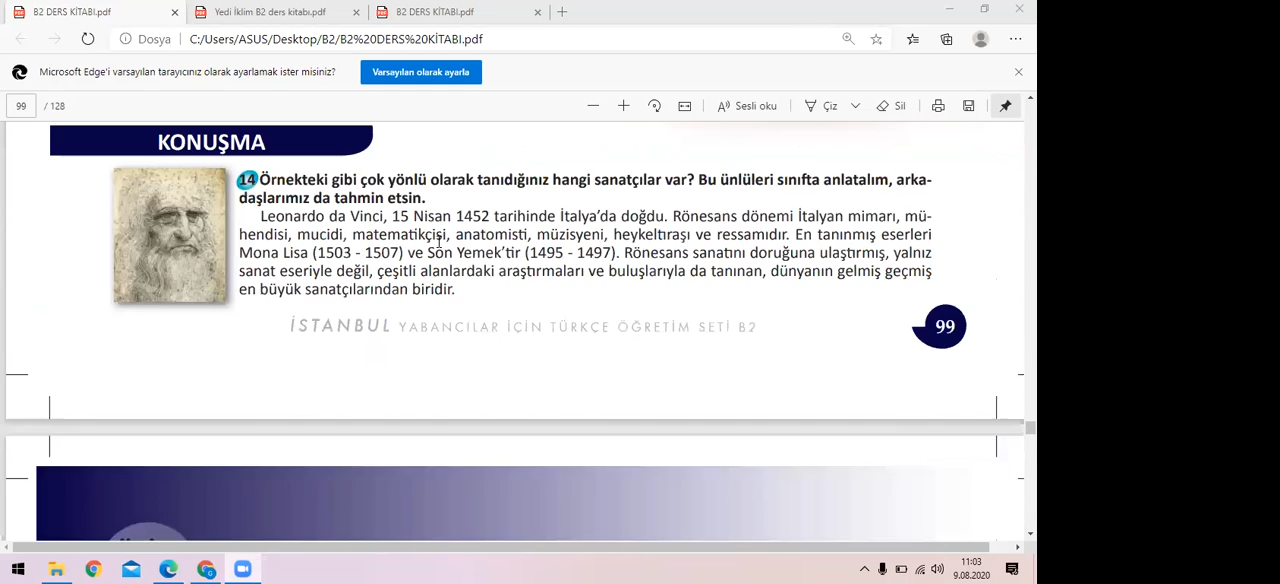 B2 DERS KİTABI.pdf
Yedi İklim B2 ders kitabı.pdf
B2 DERS KİTABI.pdf
Dosya
C:/Users/ASUS/Desktop/B2/B2%20DERS%20KİTABI.pdf
Microsoft Edge'i varsayılan tarayıcınız olarak ayarlamak ister misiniz?
Varsayılan olarak ayarla
99 / 128
Sesli oku
Çiz
Sil
KONUŞMA
14 Örnekteki gibi çok yönlü olarak tanıdığınız hangi sanatçılar var? Bu ünlüleri sınıfta anlatalım, arka-
daşlarımız da tahmin etsin.
Leonardo da Vinci, 15 Nisan 1452 tarihinde İtalya'da doğdu. Rönesans dönemi İtalyan mimarı, mü-
hendisi, mucidi, matematikçisi, anatomisti, müzisyeni, heykeltıraşı ve ressamıdır. En tanınmış eserleri
Mona Lisa (1503 - 1507) ve Son Yemek'tir (1495 - 1497). Rönesans sanatını doruğuna ulaştırmış, yalnız
sanat eseriyle değil, çeşitli alanlardaki araştırmaları ve buluşlarıyla da tanınan, dünyanın gelmiş geçmiş
en büyük sanatçılarından biridir.
İSTANBUL YABANCILAR İÇİN TÜRKÇE ÖĞRETİM SETİ B2
99
11:03
9.08.2020